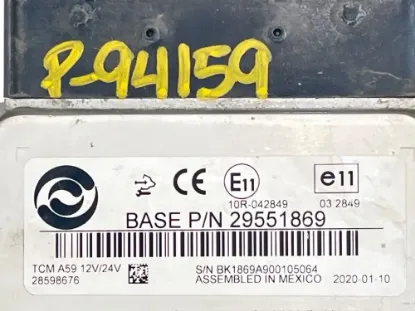 P-94159
CE E11 e11
10R-042849 03 2849
BASE P/N 29551869
TCM A59 12V/24V S/N BK1869A900105064
28598676 ASSEMBLED IN MEXICO 2020-01-10